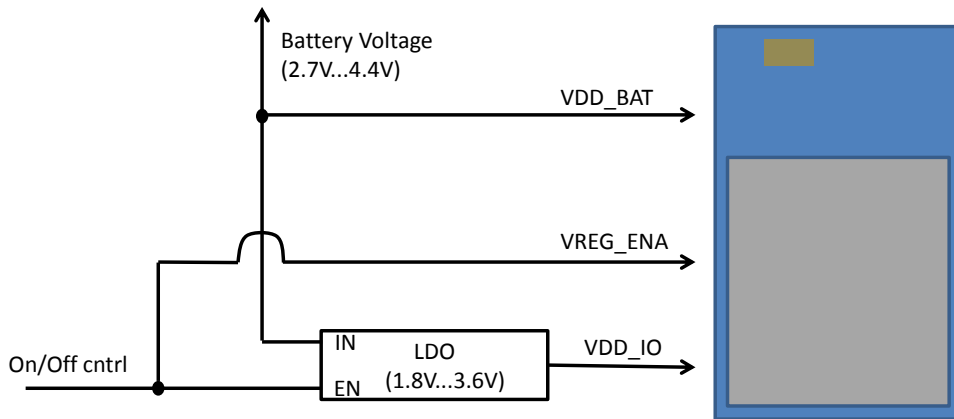 Battery Voltage
(2.7V...4.4V)
VDD_BAT
VREG_ENA
On/Off cntrl
IN
EN
LDO
(1.8V...3.6V)
VDD_IO